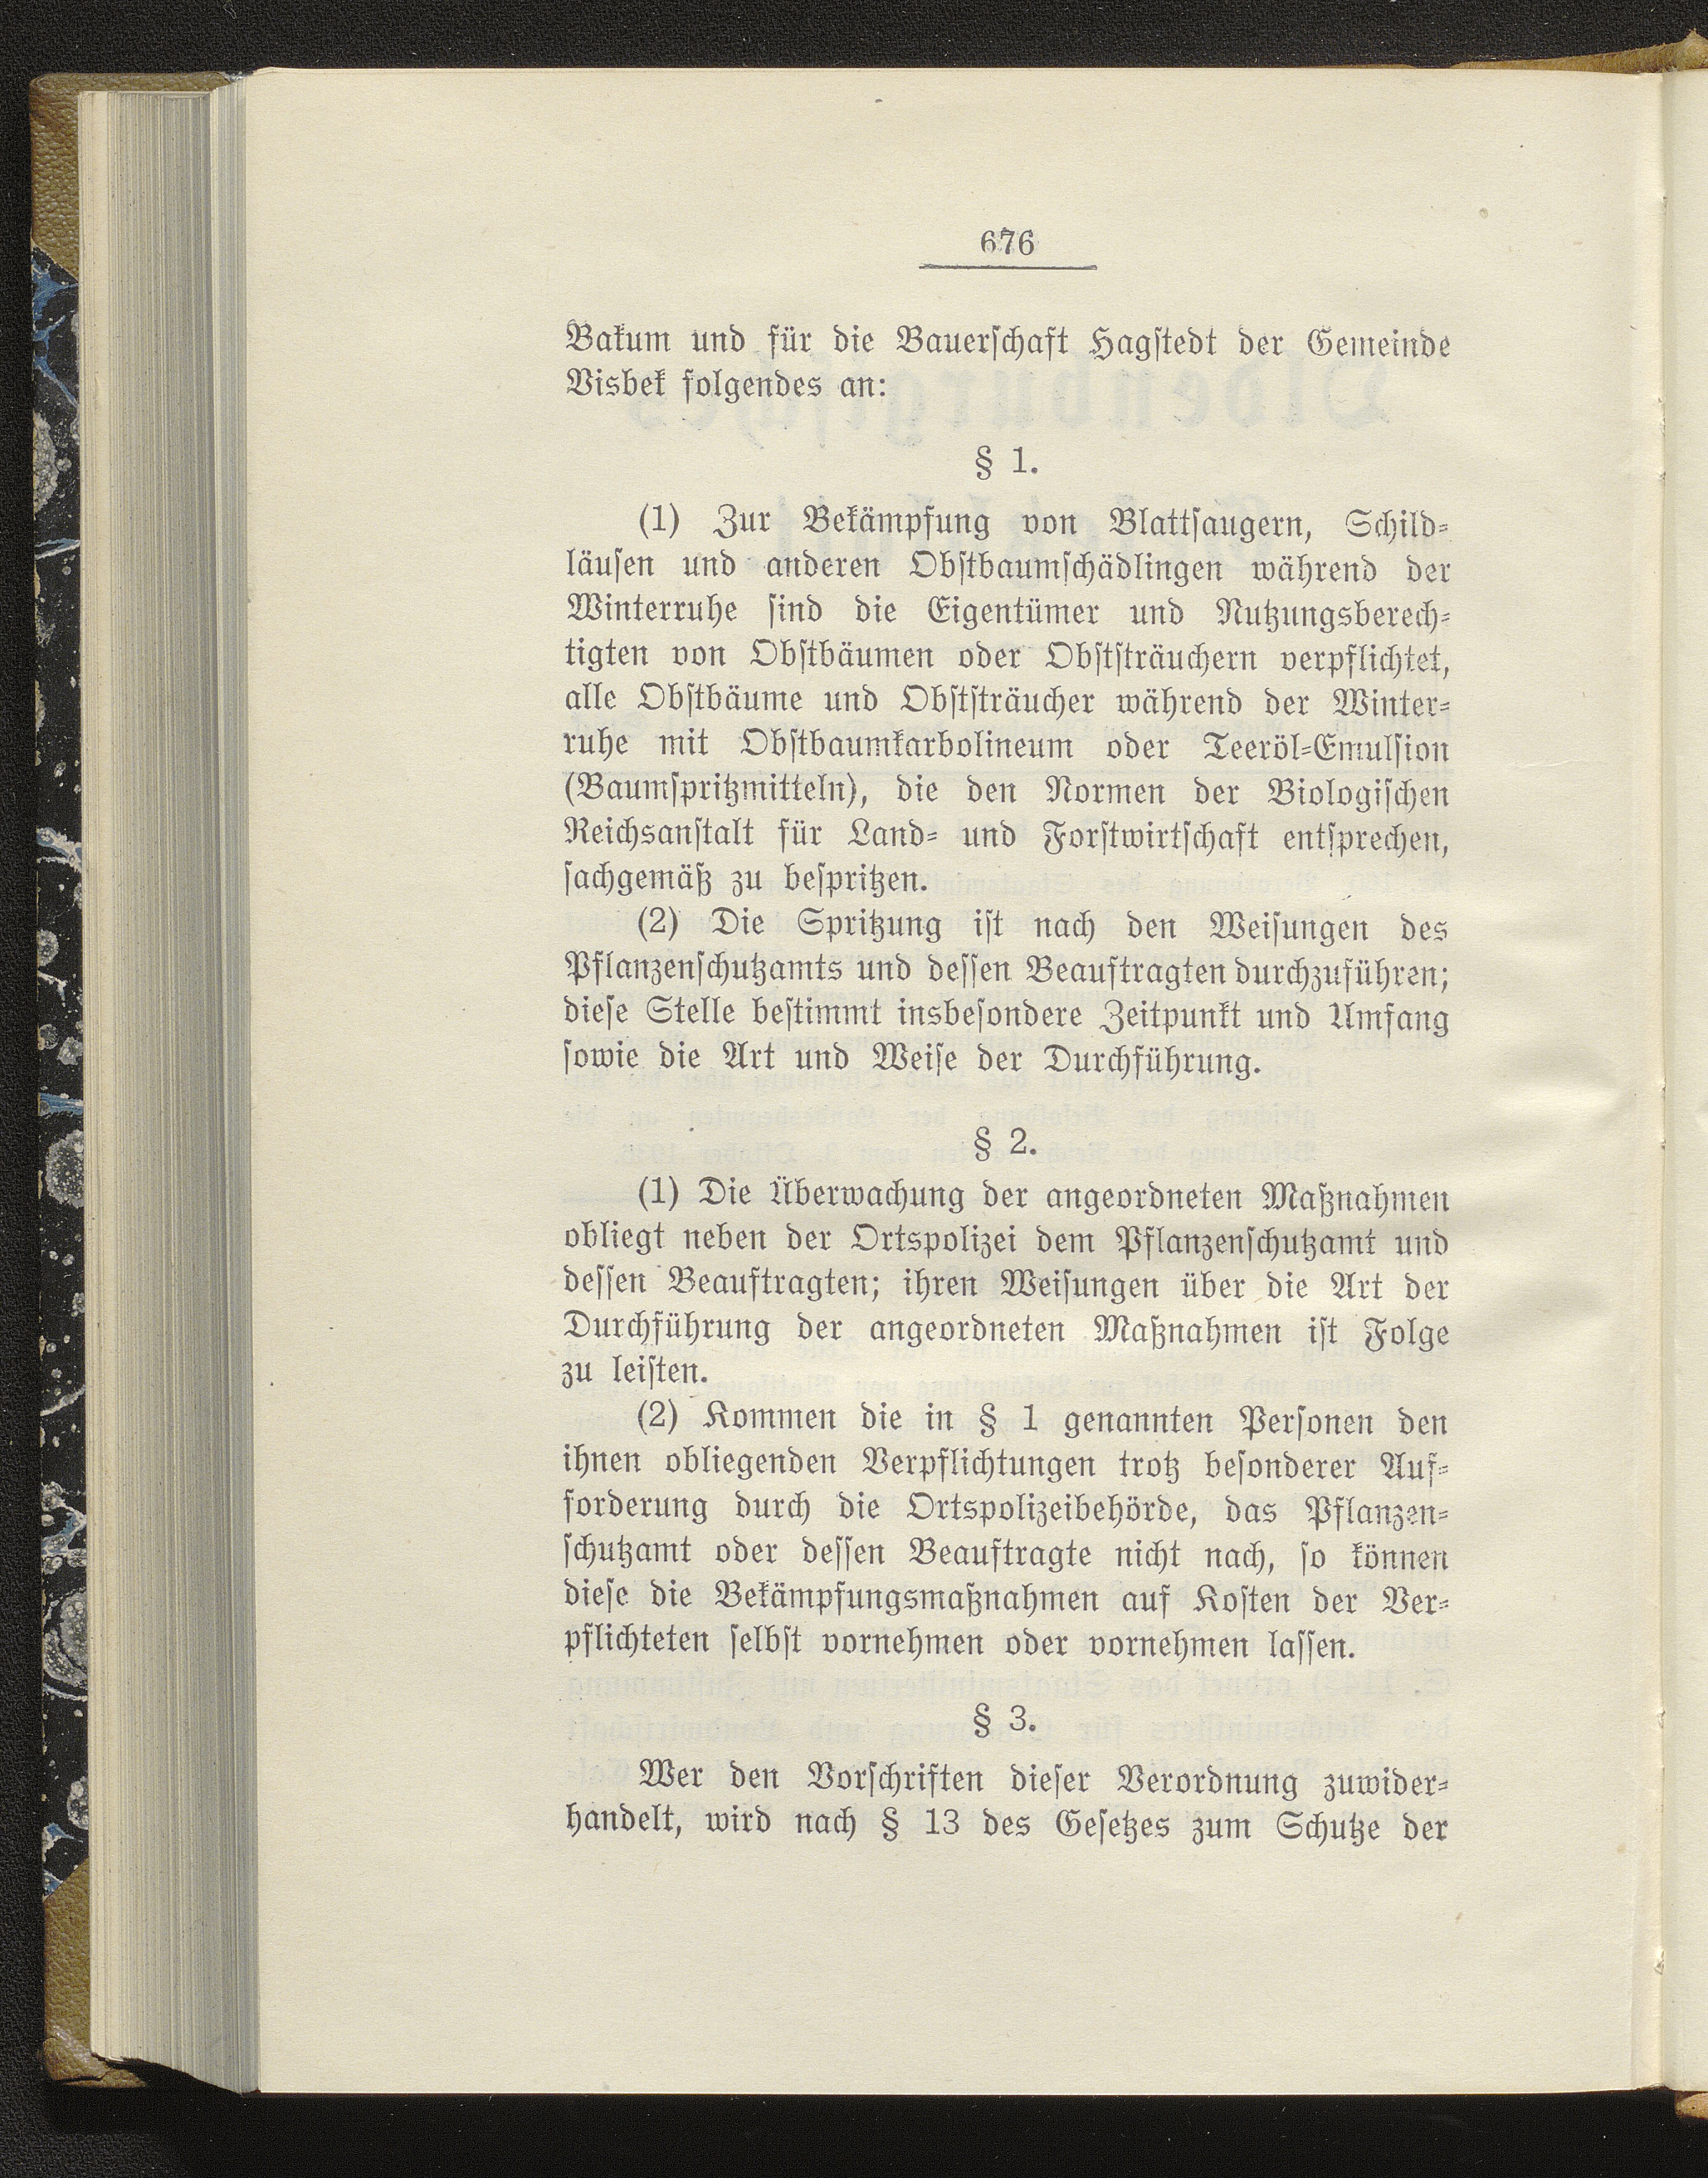 676
Bakum und für die Bauerschaft Hagstedt der Gemeinde
Visbek folgendes an:
§ 1.
(1) Zur Bekämpfung von Blattsaugern, Schild-
läusen und anderen Obstbaumschädlingen während der
Winterruhe sind die Eigentümer und Nutzungsberech-
tigten von Obstbäumen oder Obststräuchern verpflichtet,
alle Obstbäume und Obststräucher während der Winter-
ruhe mit Obstbaumkarbolineum oder Teeröl-Emulsion
(Baumspritzmitteln), die den Normen der Biologischen
Reichsanstalt für Land- und Forstwirtschaft entsprechen,
sachgemäß zu bespritzen.
(2) Die Spritzung ist nach den Weisungen des
Pflanzenschutzamts und dessen Beauftragten durchzuführen;
diese Stelle bestimmt insbesondere Zeitpunkt und Umfang
sowie die Art und Weise der Durchführung.
§ 2.
(1) Die Überwachung der angeordneten Maßnahmen
obliegt neben der Ortspolizei dem Pflanzenschutzamt und
dessen Beauftragten; ihren Weisungen über die Art der
Durchführung der angeordneten Maßnahmen ist Folge
zu leisten.
(2) Kommen die in § 1 genannten Personen den
ihnen obliegenden Verpflichtungen trotz besonderer Auf-
forderung durch die Ortspolizeibehörde, das Pflanzen-
schutzamt oder dessen Beauftragte nicht nach, so können
diese die Bekämpfungsmaßnahmen auf Kosten der Ver-
pflichteten selbst vornehmen oder vornehmen lassen.
§ 3.
Wer den Vorschriften dieser Verordnung zuwider-
handelt, wird nach § 13 des Gesetzes zum Schutze der